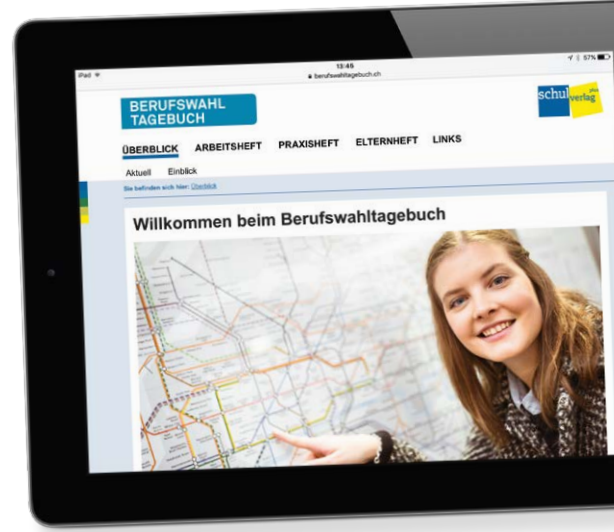 iPad
13:46
berufswahltagebuch.ch
57%
BERUFSWAHL
TAGEBUCH
schulverlag plus
ÜBERBLICK ARBEITSHEFT PRAXISHEFT ELTERNHEFT LINKS
Aktuell Einblick
Sie befinden sich hier: Überblick
Willkommen beim Berufswahltagebuch